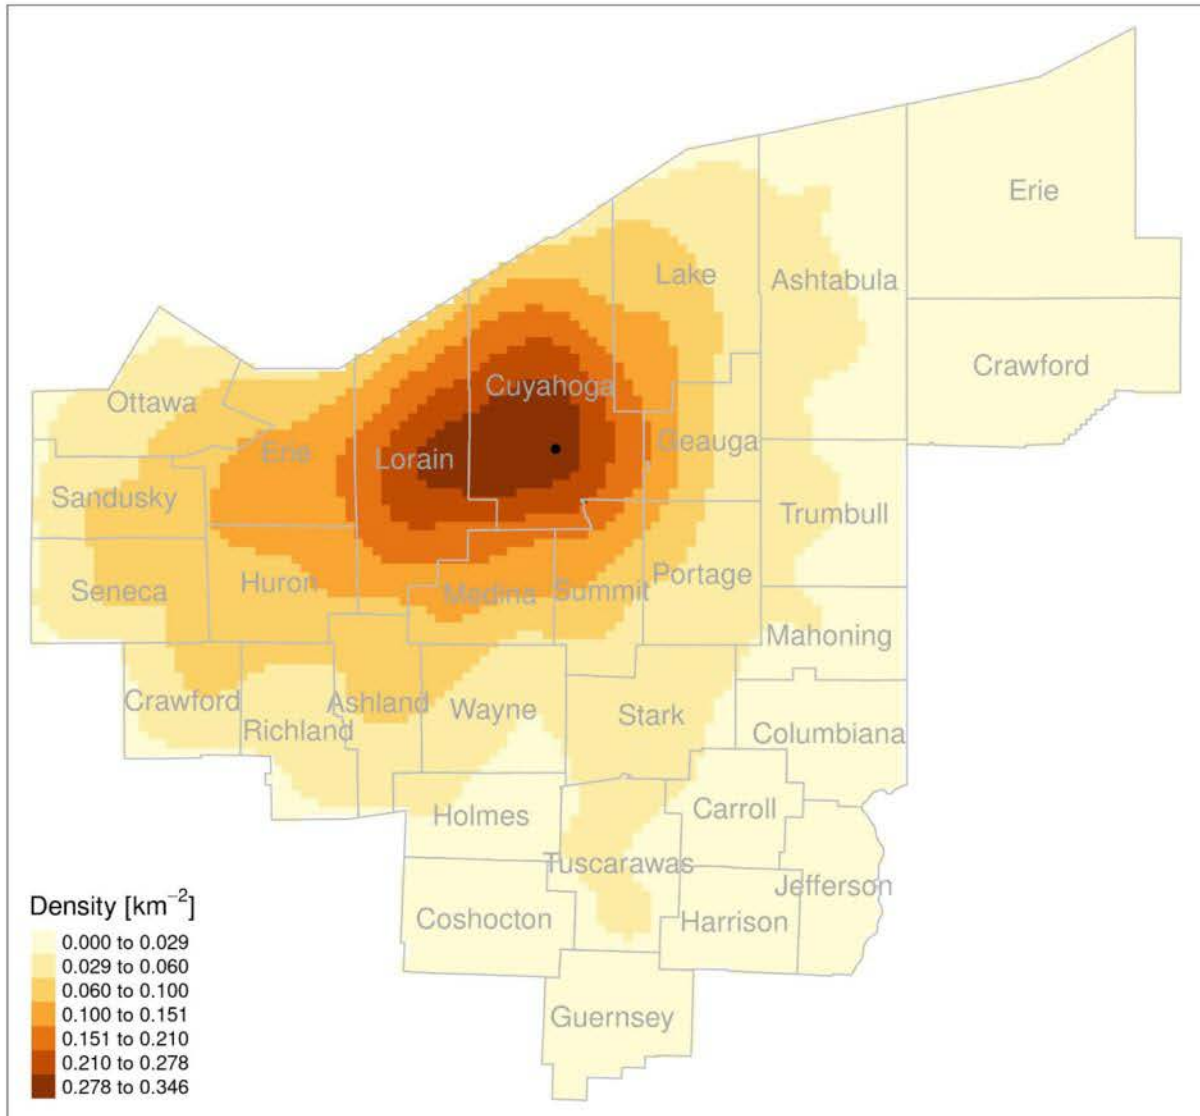 Erie
Lake
Ashtabula
Crawford
Cuyahoga
Ottawa
Geauga
Erie
Lorain
Sandusky
Trumbull
Seneca
Huron
Medina
Summit
Portage
Mahoning
Crawford
Ashland
Richland
Wayne
Stark
Columbiana
Holmes
Carroll
Tuscarawas
Jefferson
Coshocton
Harrison
Guernsey
Density [km⁻²]
0.000 to 0.029
0.029 to 0.060
0.060 to 0.100
0.100 to 0.151
0.151 to 0.210
0.210 to 0.278
0.278 to 0.346